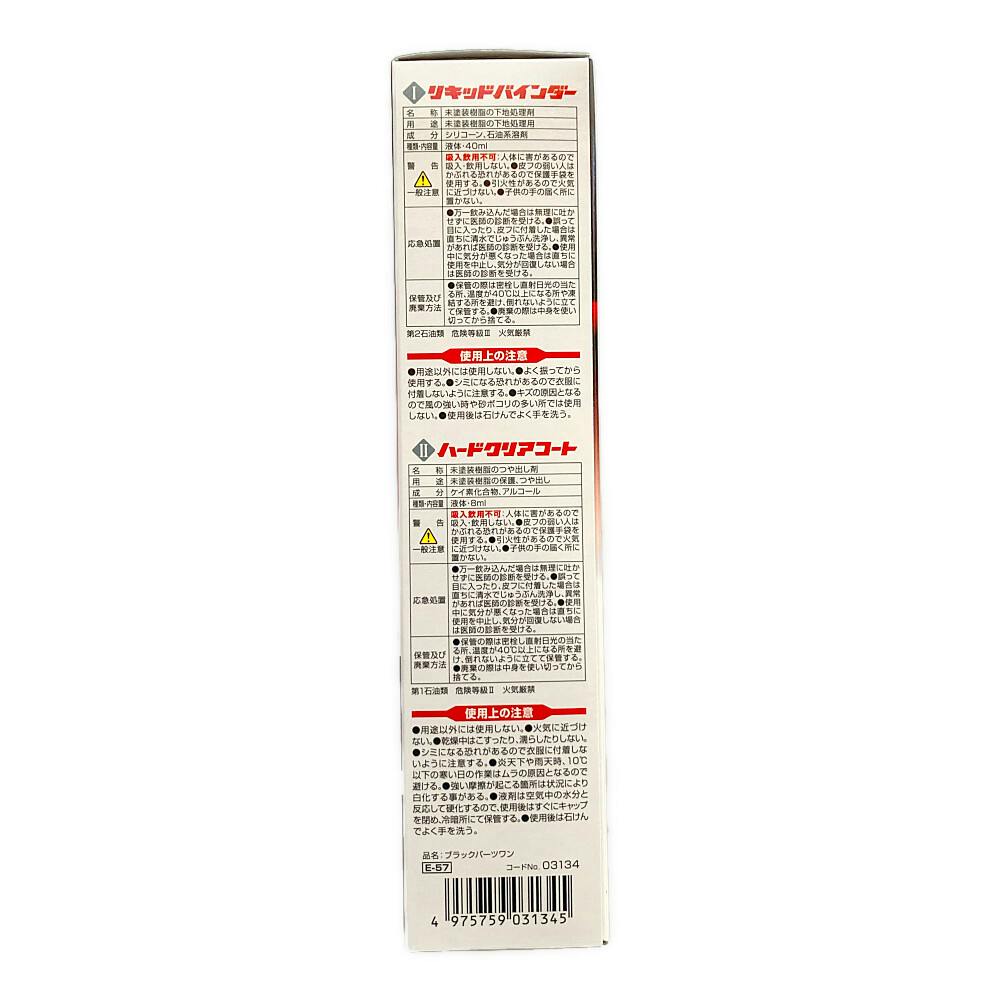 I リキッドバインダー
名 称 未塗装樹脂の下地処理剤
用 途 未塗装樹脂の下地処理用
成 分 シリコーン、石油系溶剤
種類・内容量 液体・40ml
警 告
一般注意
吸入飲用不可:人体に害があるので
吸入・飲用しない。●皮フの弱い人は
かぶれる恐れがあるので保護手袋を
使用する。●引火性があるので火気
に近づけない。●子供の手の届く所に
置かない。
応急処置
●万一飲み込んだ場合は無理に吐か
せずに医師の診断を受ける。●誤って
目に入ったり、皮フに付着した場合は
直ちに清水でじゅうぶん洗浄し、異常
があれば医師の診断を受ける。●使用
中に気分が悪くなった場合は直ちに
使用を中止し、気分が回復しない場合
は医師の診断を受ける。
保管及び
廃棄方法
●保管の際は密栓し直射日光の当た
る所、温度が40℃以上になる所や凍
結する所を避け、倒れないように立て
て保管する。●廃棄の際は中身を使い
切ってから捨てる。
第2石油類 危険等級Ⅲ 火気厳禁
使用上の注意
●用途以外には使用しない。●よく振ってから
使用する。●シミになる恐れがあるので衣服に
付着しないように注意する。●キズの原因となる
ので風の強い時や砂ボコリの多い所では使用
しない。●使用後は石けんでよく手を洗う。
II ハードクリアコート
名 称 未塗装樹脂のつや出し剤
用 途 未塗装樹脂の保護、つや出し
成 分 ケイ素化合物、アルコール
種類・内容量 液体・8ml
警 告
一般注意
吸入飲用不可:人体に害があるので
吸入・飲用しない。●皮フの弱い人は
かぶれる恐れがあるので保護手袋を
使用する。●引火性があるので火気
に近づけない。●子供の手の届く所に
置かない。
応急処置
●万一飲み込んだ場合は無理に吐か
せずに医師の診断を受ける。●誤って
目に入ったり、皮フに付着した場合は
直ちに清水でじゅうぶん洗浄し、異常
があれば医師の診断を受ける。●使用
中に気分が悪くなった場合は直ちに
使用を中止し、気分が回復しない場合
は医師の診断を受ける。
保管及び
廃棄方法
●保管の際は密栓し直射日光の当た
る所、温度が40℃以上になる所を避
け、倒れないように立てて保管する。
●廃棄の際は中身を使い切ってから
捨てる。
第1石油類 危険等級Ⅱ 火気厳禁
使用上の注意
●用途以外には使用しない。●火気に近づけ
ない。●乾燥中はこすったり、濡らしたりしない。
●シミになる恐れがあるので衣服に付着しな
いように注意する。●炎天下や雨天時、10℃
以下の寒い日の作業はムラの原因となるので
避ける。●強い摩擦が起こる箇所は状況により
白化する事がある。●液剤は空気中の水分と
反応して硬化するので、使用後はすぐにキャップ
を閉め、冷暗所にて保管する。●使用後は石けん
でよく手を洗う。
品名:ブラックパーツワン
E-57 コードNo. 03134
4 975759 031345